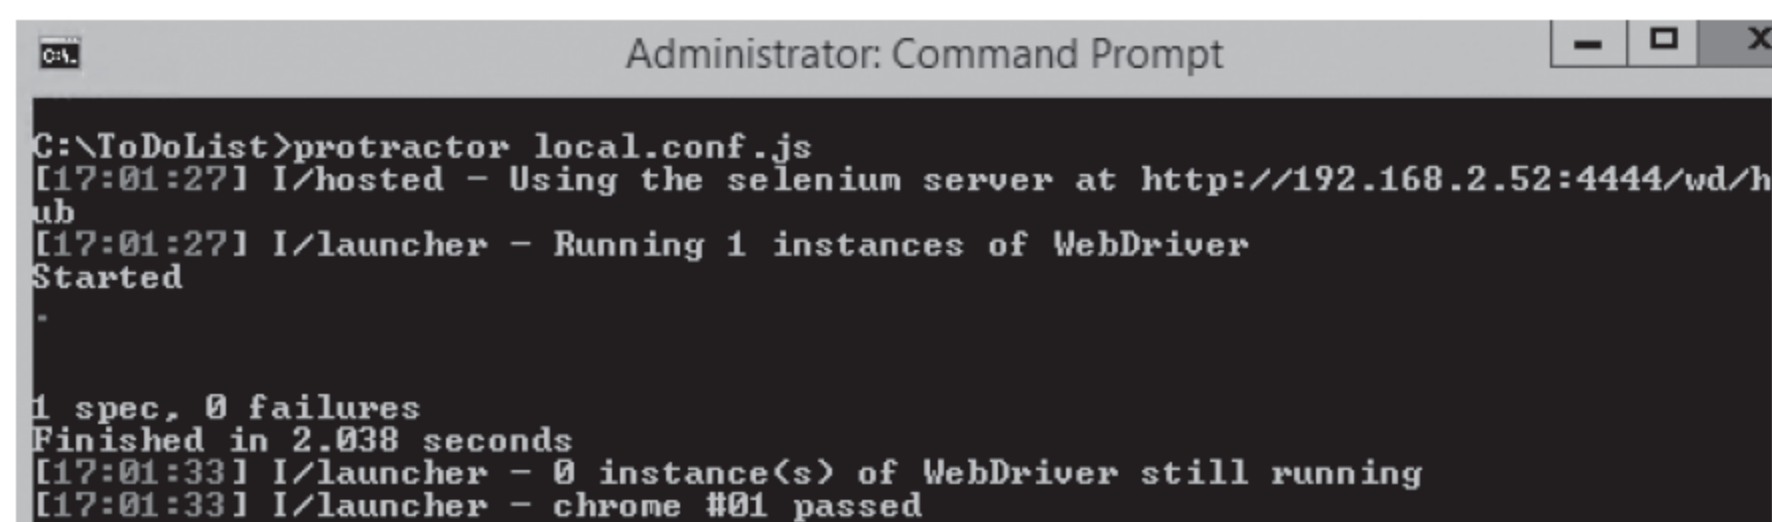 C:\.
Administrator: Command Prompt
X
C:\ToDoList>protractor local.conf.js
[17:01:27] I/hosted - Using the selenium server at http://192.168.2.52:4444/wd/h
ub
[17:01:27] I/launcher - Running 1 instances of WebDriver
Started
.
1 spec, 0 failures
Finished in 2.038 seconds
[17:01:33] I/launcher - 0 instance(s) of WebDriver still running
[17:01:33] I/launcher - chrome #01 passed